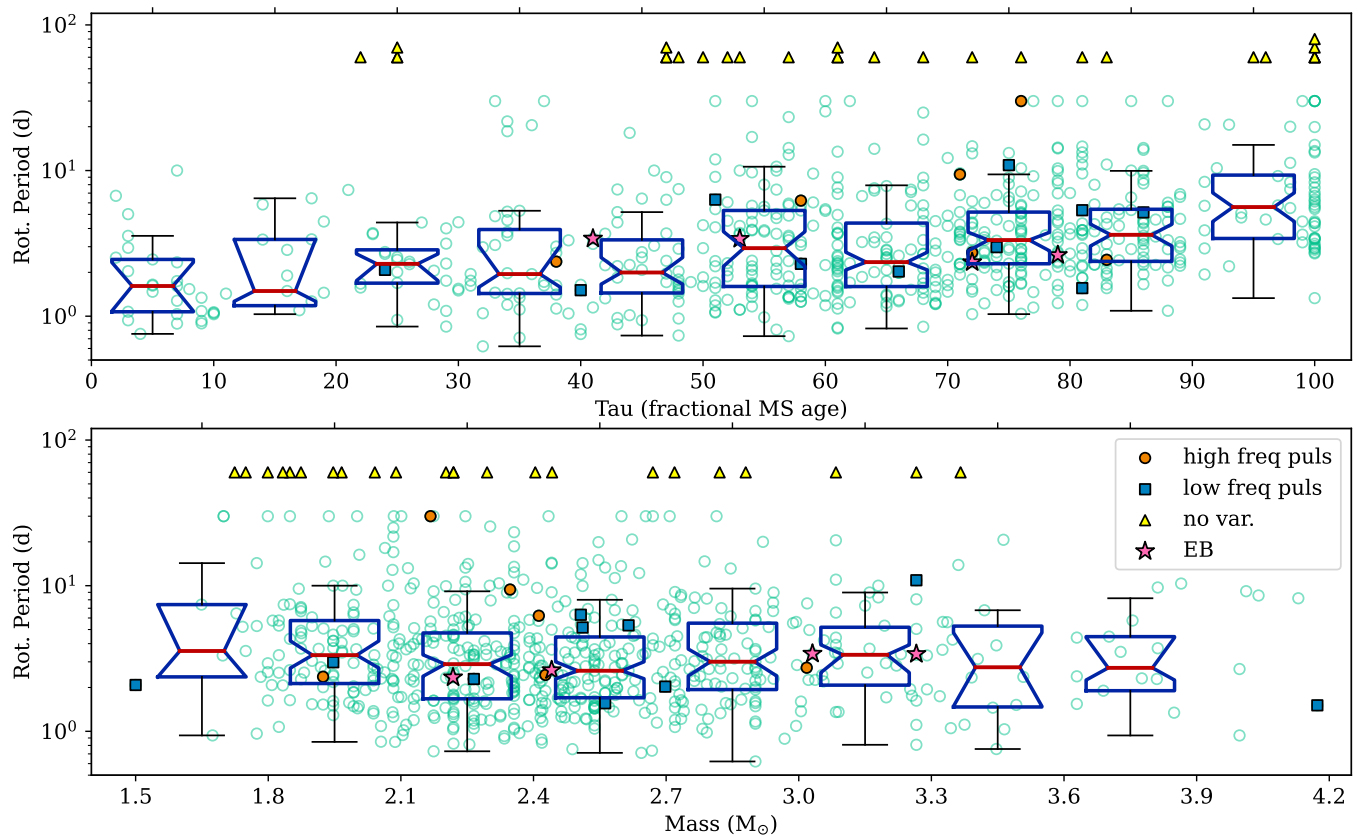 10²
10¹
10⁰
Rot. Period (d)
0 10 20 30 40 50 60 70 80 90 100
Tau (fractional MS age)
10²
10¹
10⁰
Rot. Period (d)
high freq puls
low freq puls
no var.
EB
1.5 1.8 2.1 2.4 2.7 3.0 3.3 3.6 3.9 4.2
Mass (M☉)